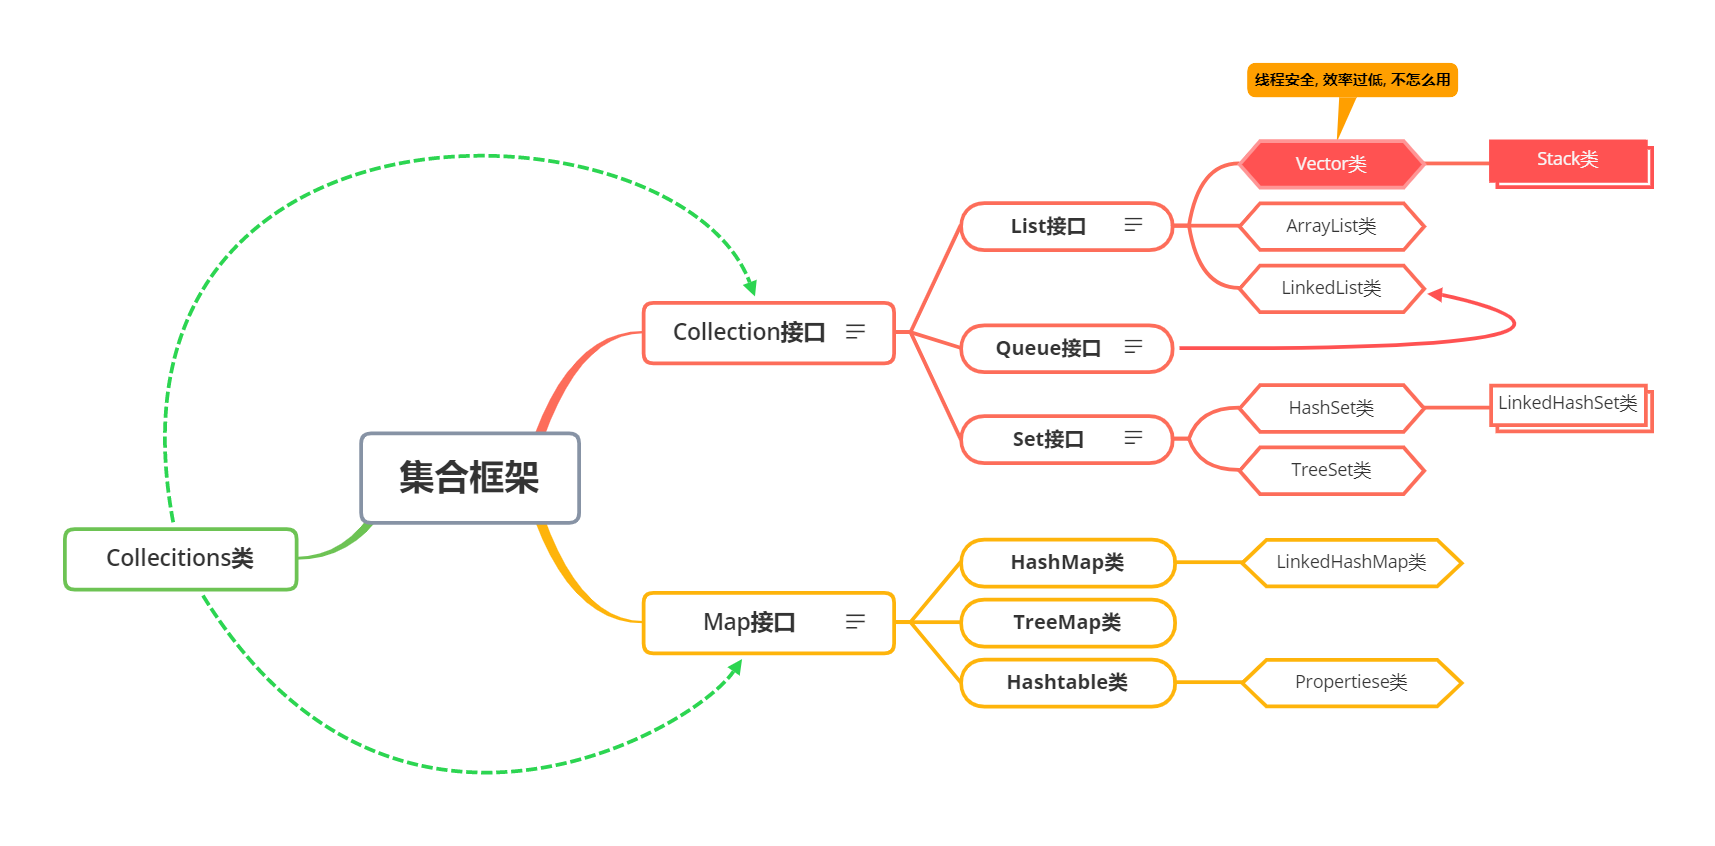 线程安全, 效率过低, 不怎么用
Vector类
Stack类
List接口
ArrayList类
LinkedList类
Collection接口
Queue接口
HashSet类
LinkedHashSet类
Set接口
TreeSet类
集合框架
Collecitions类
HashMap类
LinkedHashMap类
Map接口
TreeMap类
Hashtable类
Propertiese类